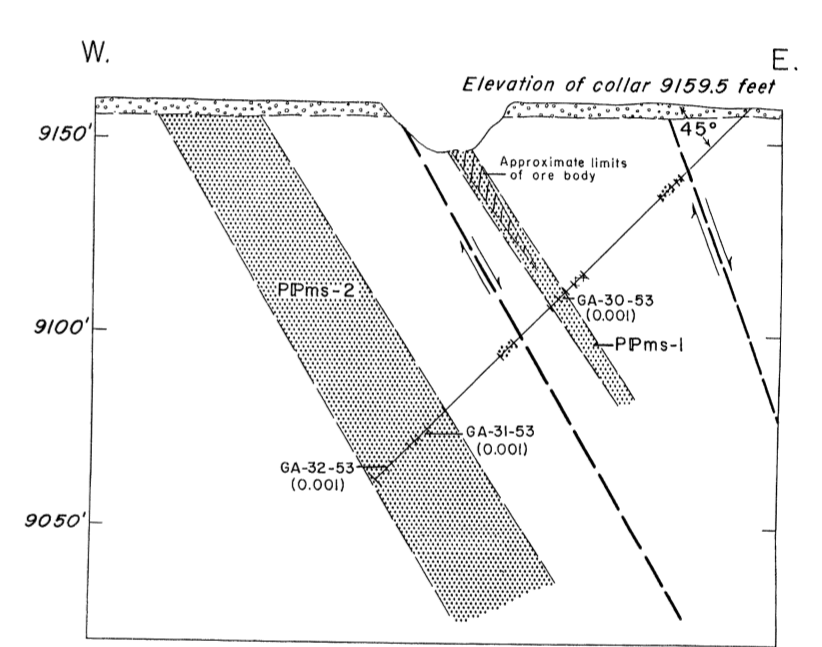 W.
E.
Elevation of collar 9159.5 feet
9150'
45°
Approximate limits
of ore body
PIPms-2
GA-30-53
(0.001)
9100'
PIPms-1
GA-31-53
(0.001)
GA-32-53
(0.001)
9050'